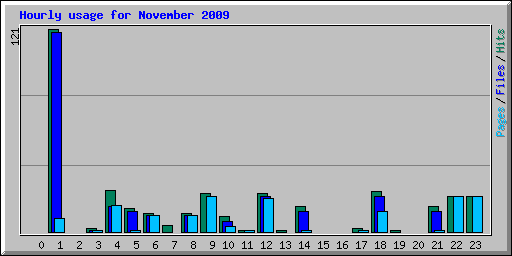 Hourly usage for November 2009
121
Pages/Files/Hits
0 1 2 3 4 5 6 7 8 9 10 11 12 13 14 15 16 17 18 19 20 21 22 23